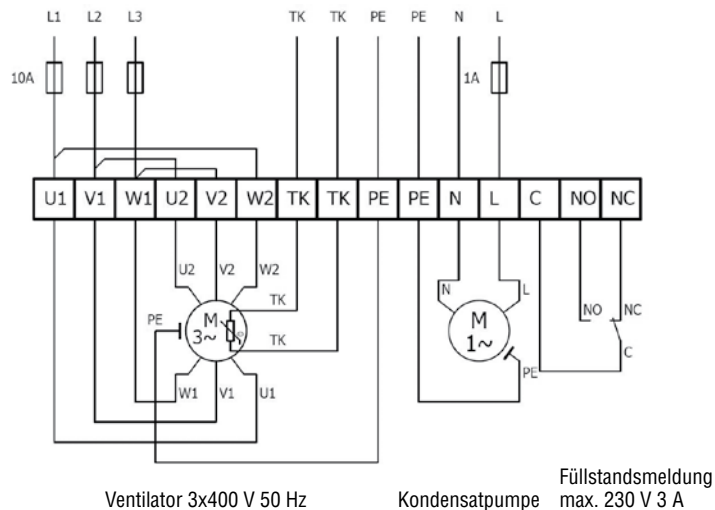 L1 L2 L3 TK TK PE PE N L
10A 1A
U1 V1 W1 U2 V2 W2 TK TK PE PE N L C NO NC
U2 V2 W2
TK
PE
M
3~
TK
W1 V1 U1
N L
M
1~
PE
NO NC
C
Ventilator 3x400 V 50 Hz
Kondensatpumpe
Füllstandsmeldung
max. 230 V 3 A